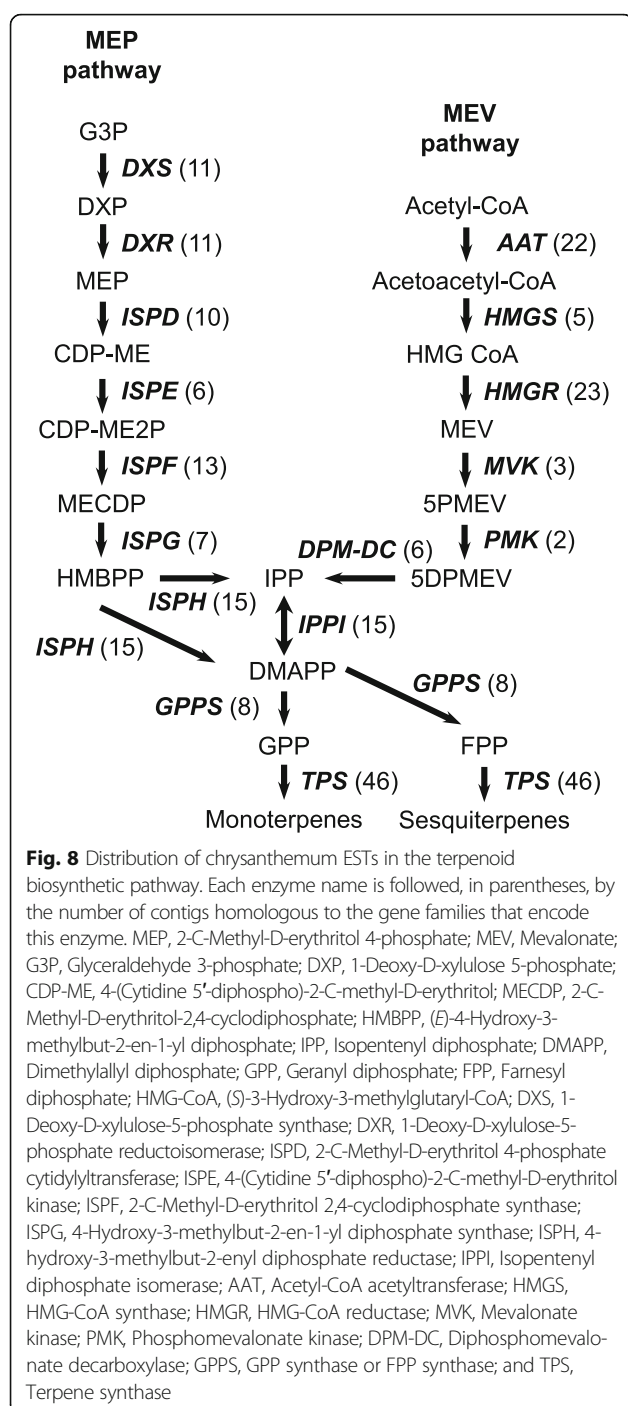 MEP
pathway
MEV
pathway
G3P
DXS (11)
DXP
Acetyl-CoA
DXR (11)
AAT (22)
MEP
Acetoacetyl-CoA
ISPD (10)
HMGS (5)
CDP-ME
HMG CoA
ISPE (6)
HMGR (23)
CDP-ME2P
MEV
ISPF (13)
MVK (3)
MECDP
5PMEV
ISPG (7)
DPM-DC (6)
PMK (2)
HMBPP
IPP
5DPMEV
ISPH (15)
IPPI (15)
ISPH (15)
DMAPP
GPPS (8)
GPPS (8)
GPP
FPP
TPS (46)
TPS (46)
Monoterpenes
Sesquiterpenes
Fig. 8 Distribution of chrysanthemum ESTs in the terpenoid
biosynthetic pathway. Each enzyme name is followed, in parentheses, by
the number of contigs homologous to the gene families that encode
this enzyme. MEP, 2-C-Methyl-D-erythritol 4-phosphate; MEV, Mevalonate;
G3P, Glyceraldehyde 3-phosphate; DXP, 1-Deoxy-D-xylulose 5-phosphate;
CDP-ME, 4-(Cytidine 5′-diphospho)-2-C-methyl-D-erythritol; MECDP, 2-C-
Methyl-D-erythritol-2,4-cyclodiphosphate; HMBPP, (E)-4-Hydroxy-3-
methylbut-2-en-1-yl diphosphate; IPP, Isopentenyl diphosphate; DMAPP,
Dimethylallyl diphosphate; GPP, Geranyl diphosphate; FPP, Farnesyl
diphosphate; HMG-CoA, (S)-3-Hydroxy-3-methylglutaryl-CoA; DXS, 1-
Deoxy-D-xylulose-5-phosphate synthase; DXR, 1-Deoxy-D-xylulose-5-
phosphate reductoisomerase; ISPD, 2-C-Methyl-D-erythritol 4-phosphate
cytidylyltransferase; ISPE, 4-(Cytidine 5′-diphospho)-2-C-methyl-D-erythritol
kinase; ISPF, 2-C-Methyl-D-erythritol 2,4-cyclodiphosphate synthase;
ISPG, 4-Hydroxy-3-methylbut-2-en-1-yl diphosphate synthase; ISPH, 4-
hydroxy-3-methylbut-2-enyl diphosphate reductase; IPPI, Isopentenyl
diphosphate isomerase; AAT, Acetyl-CoA acetyltransferase; HMGS,
HMG-CoA synthase; HMGR, HMG-CoA reductase; MVK, Mevalonate
kinase; PMK, Phosphomevalonate kinase; DPM-DC, Diphosphomevalo-
nate decarboxylase; GPPS, GPP synthase or FPP synthase; and TPS,
Terpene synthase